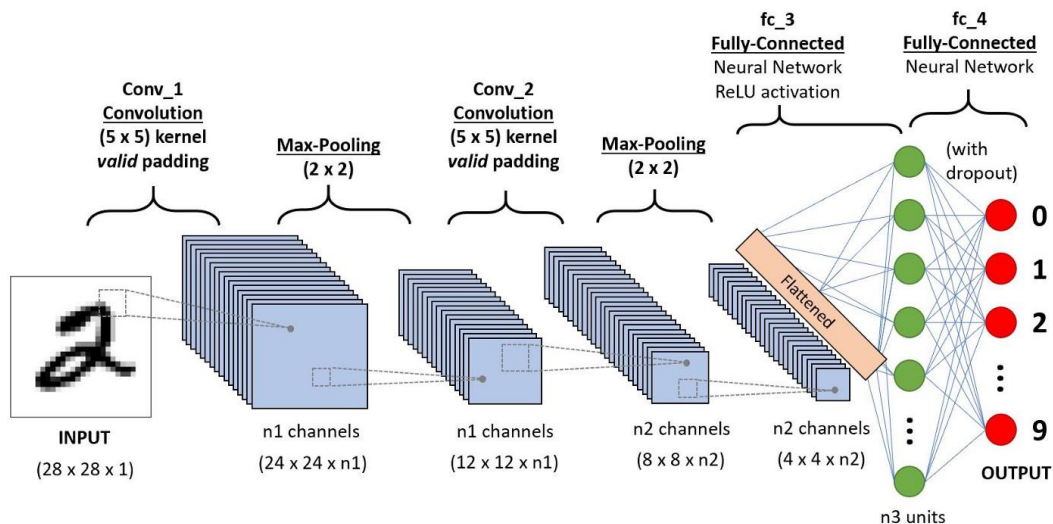 Conv_1
Convolution
(5 x 5) kernel
valid padding
Max-Pooling
(2 x 2)
Conv_2
Convolution
(5 x 5) kernel
valid padding
Max-Pooling
(2 x 2)
fc_3
Fully-Connected
Neural Network
ReLU activation
fc_4
Fully-Connected
Neural Network
(with
dropout)
Flattened
0
1
2
9
OUTPUT
2
INPUT
(28 x 28 x 1)
n1 channels
(24 x 24 x n1)
n1 channels
(12 x 12 x n1)
n2 channels
(8 x 8 x n2)
n2 channels
(4 x 4 x n2)
n3 units